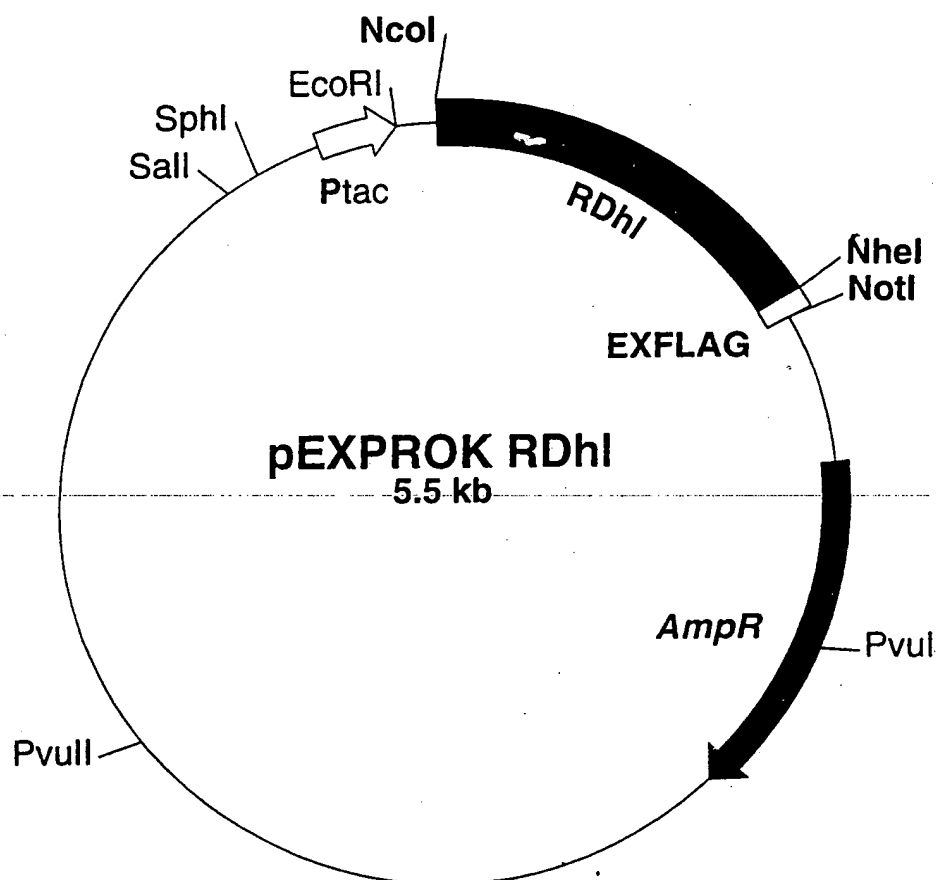 NcoI
EcoRI
SphI
SalI
Ptac
RDhI
NheI
NotI
EXFLAG
pEXPROK RDhI
5.5 kb
AmpR
PvuI
PvuII